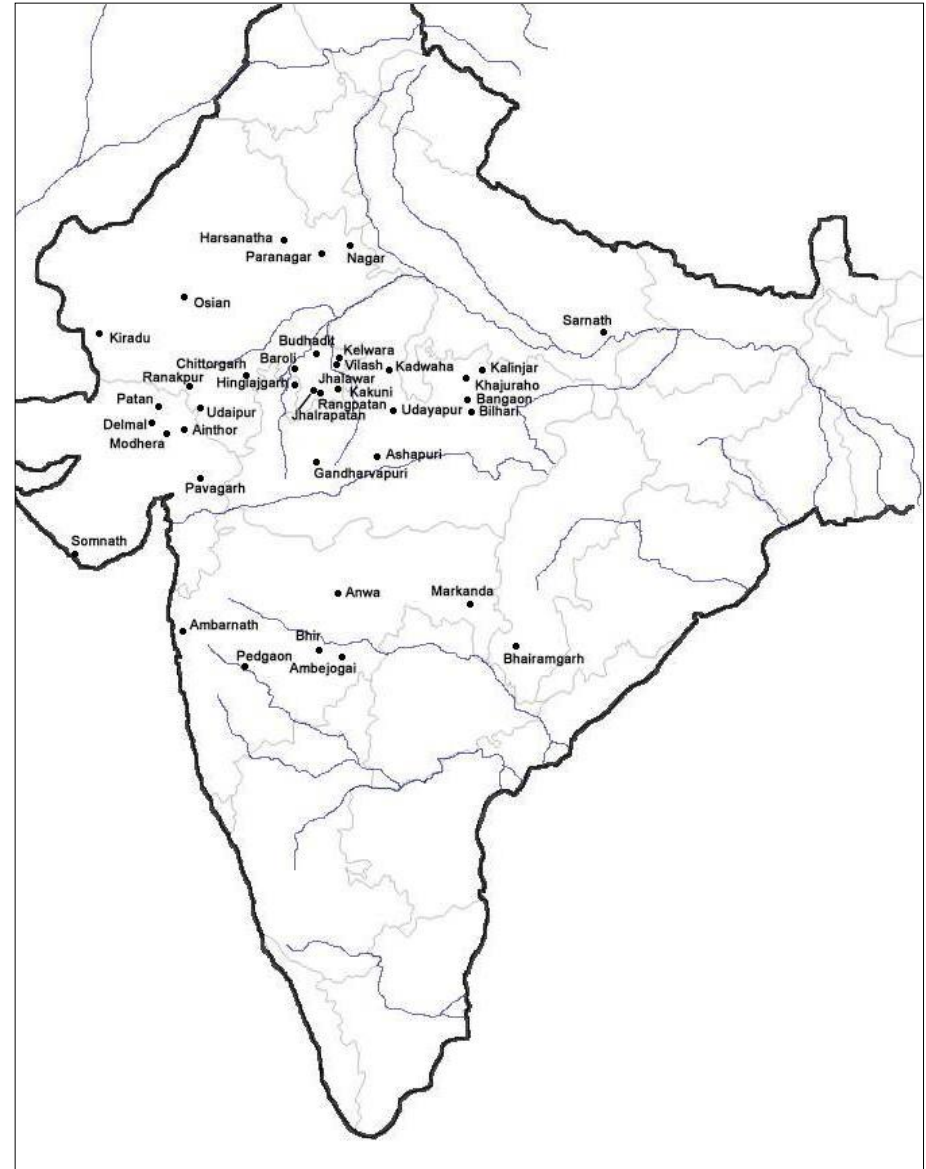 Harsanatha
Paranagar
Nagar
Osian
Sarnath
Kiradu
Budhadit
Kelwara
Baroli
Vilash
Chittorgarh
Kadwaha
Kalinjar
Ranakpur
Hinglajgarh
Jhalawar
Khajuraho
Kakuni
Patan
Rangpatan
Bangaon
Udaipur
Jhalrapatan
Udayapur
Bilhari
Delmal
Ainthor
Modhera
Ashapuri
Gandharvapuri
Pavagarh
Somnath
Anwa
Markanda
Ambarnath
Bhir
Pedgaon
Ambejogai
Bhairamgarh